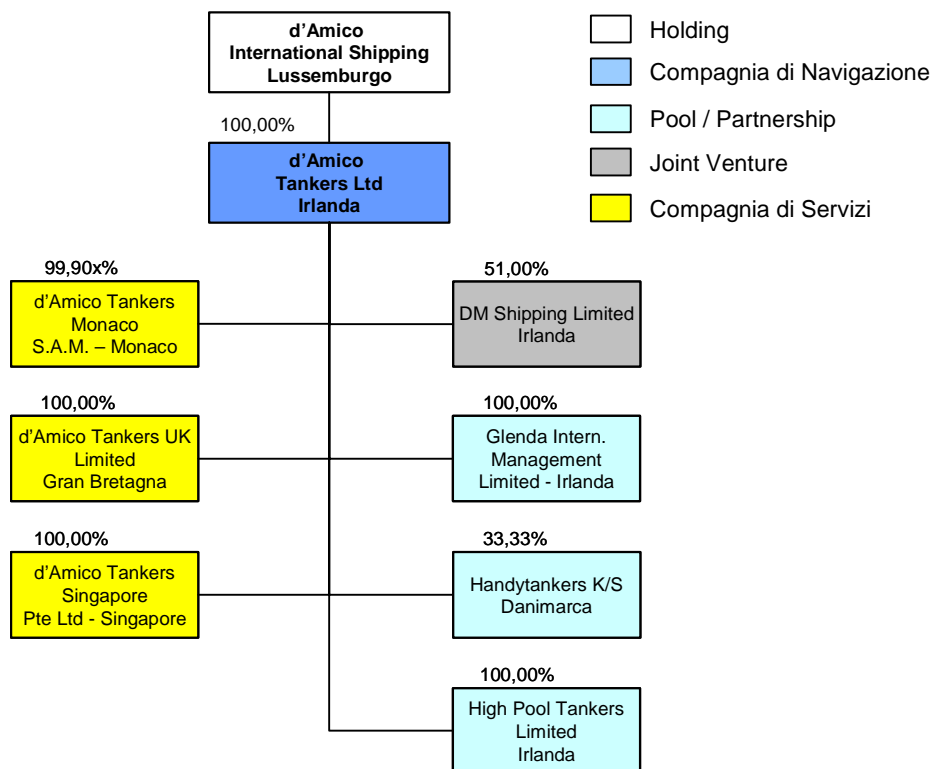 d'Amico
International Shipping
Lussemburgo
Holding
Compagnia di Navigazione
Pool / Partnership
Joint Venture
Compagnia di Servizi
100,00%
d'Amico
Tankers Ltd
Irlanda
99,90x%
d'Amico Tankers
Monaco
S.A.M. – Monaco
51,00%
DM Shipping Limited
Irlanda
100,00%
d'Amico Tankers UK
Limited
Gran Bretagna
100,00%
Glenda Intern.
Management
Limited - Irlanda
100,00%
d'Amico Tankers
Singapore
Pte Ltd - Singapore
33,33%
Handytankers K/S
Danimarca
100,00%
High Pool Tankers
Limited
Irlanda